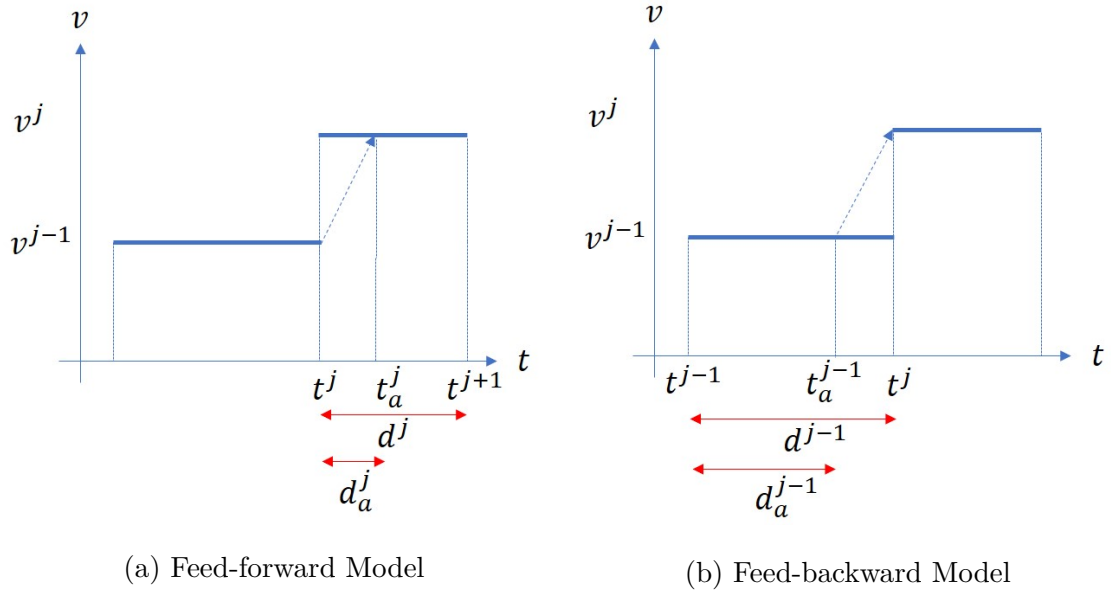 v
v^j
v^{j-1}
t
t^j t_a^j t^{j+1}
d^j
d_a^j
(a) Feed-forward Model
v
v^j
v^{j-1}
t
t^{j-1} t_a^{j-1} t^j
d^{j-1}
d_a^{j-1}
(b) Feed-backward Model